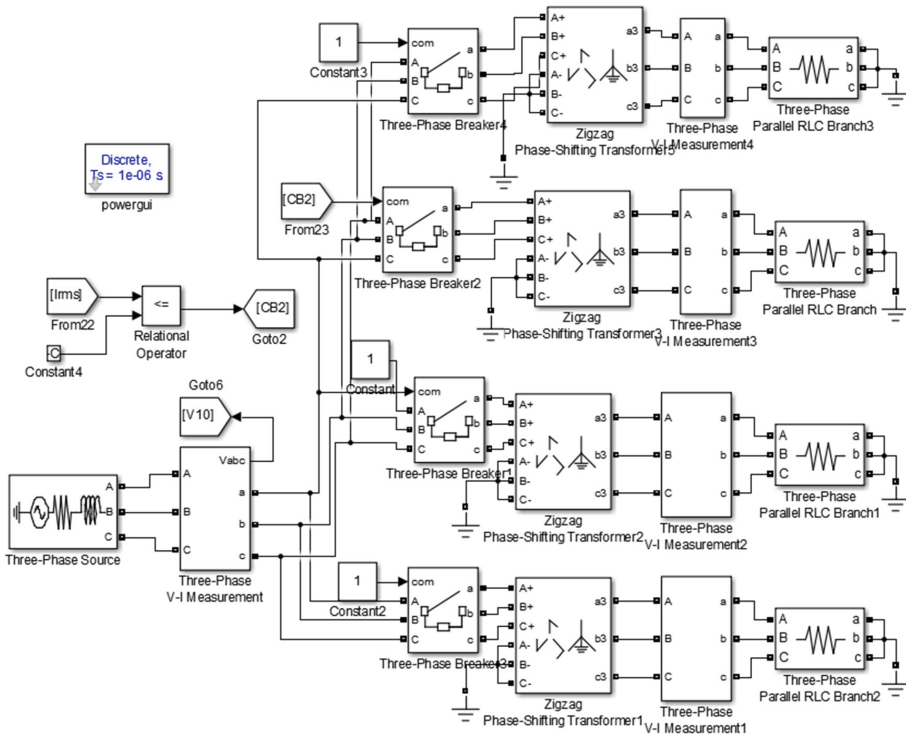 1
Constant3
com
A
B
C
a
b
c
Three-Phase Breaker4
A+
B+
C+
A-
B-
C-
a3
b3
c3
Zigzag
Phase-Shifting Transformer5
A
B
C
a
b
c
Three-Phase
V-I Measurement4
A
B
C
a
b
c
Three-Phase
Parallel RLC Branch3
Discrete,
Ts = 1e-06 s.
powergui
[CB2]
From23
com
A
B
C
a
b
c
Three-Phase Breaker2
A+
B+
C+
A-
B-
C-
a3
b3
c3
Zigzag
Phase-Shifting Transformer3
A
B
C
a
b
c
Three-Phase
V-I Measurement3
A
B
C
a
b
c
Three-Phase
Parallel RLC Branch
[Irms]
From22
-C-
Constant4
<=
Relational
Operator
[CB2]
Goto2
1
Constant
com
A
B
C
a
b
c
Three-Phase Breaker1
A+
B+
C+
A-
B-
C-
a3
b3
c3
Zigzag
Phase-Shifting Transformer2
A
B
C
a
b
c
Three-Phase
V-I Measurement2
A
B
C
a
b
c
Three-Phase
Parallel RLC Branch1
Goto6
[V10]
A
B
C
Three-Phase Source
Vabc
A
B
C
a
b
c
Three-Phase
V-I Measurement
1
Constant2
com
A
B
C
a
b
c
Three-Phase Breaker3
A+
B+
C+
A-
B-
C-
a3
b3
c3
Zigzag
Phase-Shifting Transformer1
A
B
C
a
b
c
Three-Phase
V-I Measurement1
A
B
C
a
b
c
Three-Phase
Parallel RLC Branch2